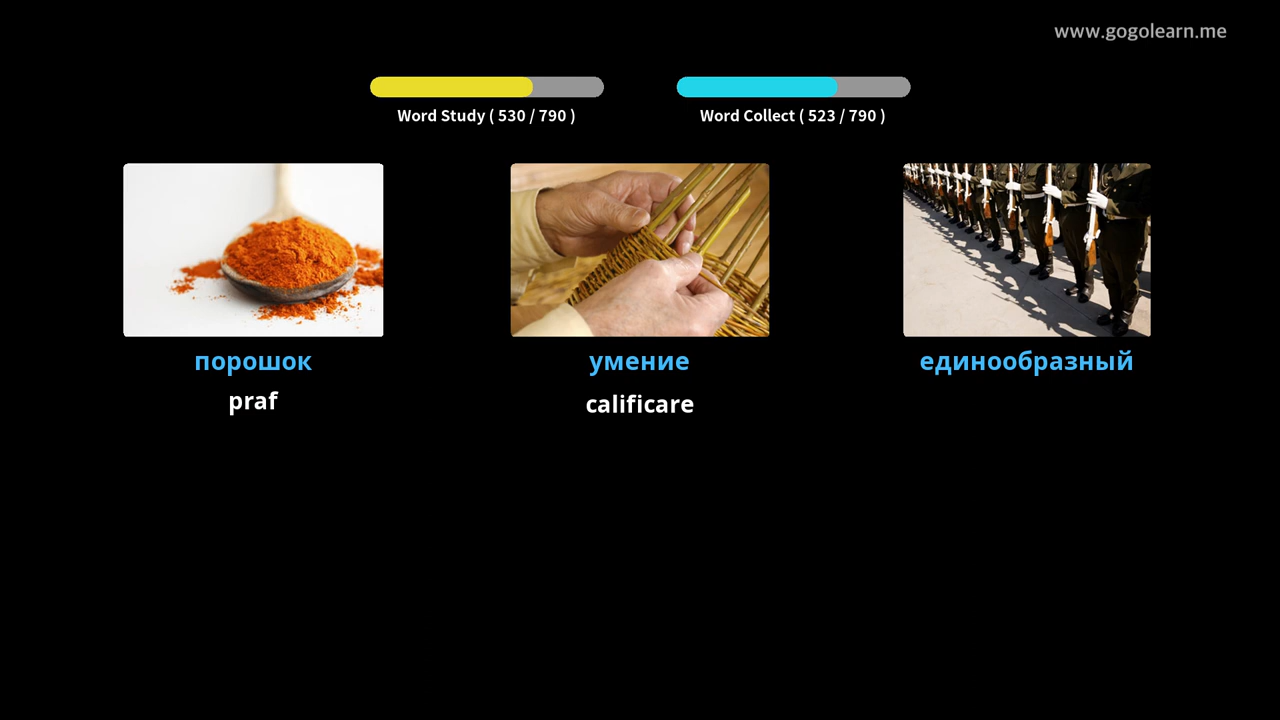 www.gogolearn.me
Word Study ( 530 / 790 )
Word Collect ( 523 / 790 )
порошок
умение
единообразный
praf
calificare